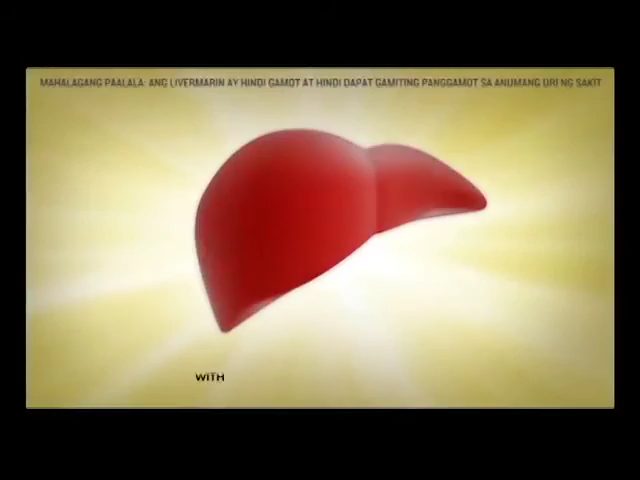 MAHALAGANG PAALALA: ANG LIVERMARIN AY HINDI GAMOT AT HINDI DAPAT GAMITING PANGGAMOT SA ANUMANG URI NG SAKIT.
WITH